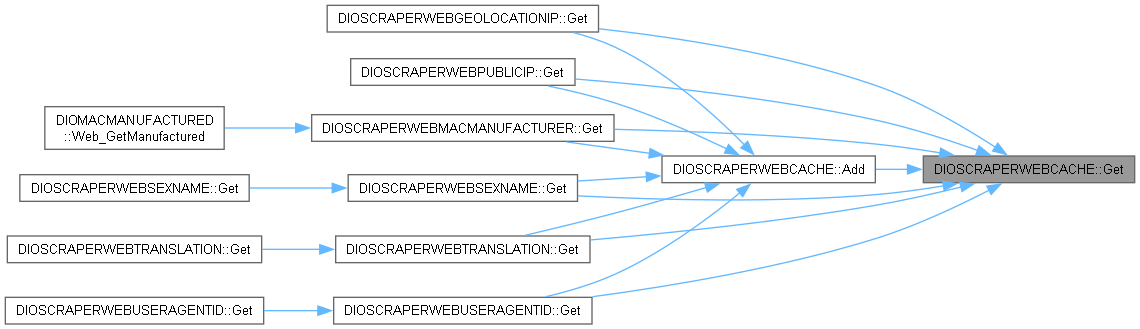 DIOSCRAPERWEBGEOLOCATIONIP::Get
DIOSCRAPERWEBPUBLICIP::Get
DIOMACMANUFACTURED
::Web_GetManufactured
DIOSCRAPERWEBMACMANUFACTURER::Get
DIOSCRAPERWEBCACHE::Add
DIOSCRAPERWEBCACHE::Get
DIOSCRAPERWEBSEXNAME::Get
DIOSCRAPERWEBSEXNAME::Get
DIOSCRAPERWEBTRANSLATION::Get
DIOSCRAPERWEBTRANSLATION::Get
DIOSCRAPERWEBUSERAGENTID::Get
DIOSCRAPERWEBUSERAGENTID::Get